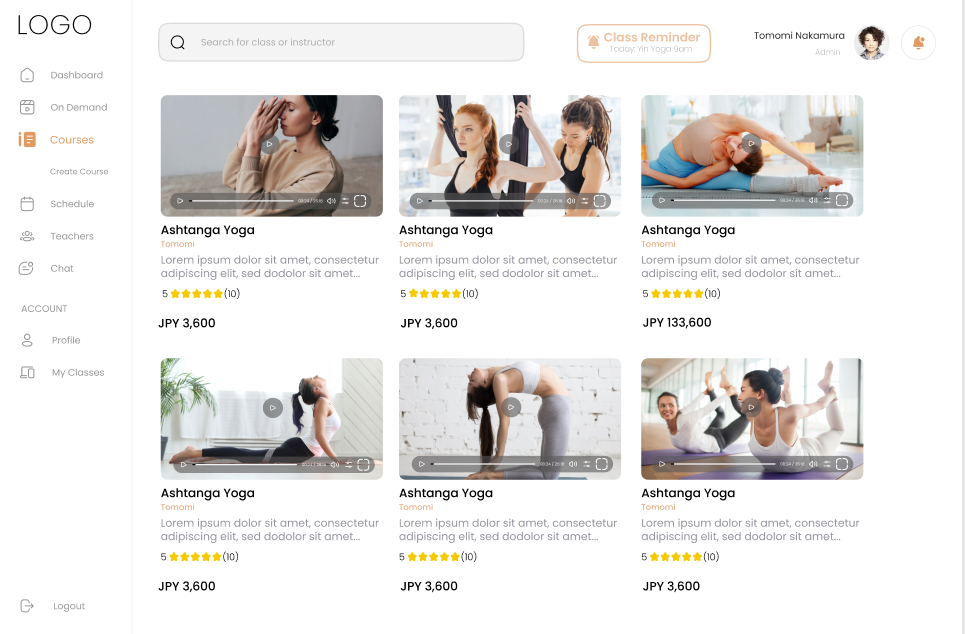 LOGO
Search for class or instructor
Class Reminder
Today: Yin Yoga 9am
Tomomi Nakamura
Admin
Dashboard
On Demand
Courses
Create Course
Schedule
Teachers
Chat
ACCOUNT
Profile
My Classes
Logout
Ashtanga Yoga
Tomomi
Lorem ipsum dolor sit amet, consectetur
adipiscing elit, sed dodolor sit amet...
5 (10)
JPY 3,600
Ashtanga Yoga
Tomomi
Lorem ipsum dolor sit amet, consectetur
adipiscing elit, sed dodolor sit amet...
5 (10)
JPY 3,600
Ashtanga Yoga
Tomomi
Lorem ipsum dolor sit amet, consectetur
adipiscing elit, sed dodolor sit amet...
5 (10)
JPY 133,600
Ashtanga Yoga
Tomomi
Lorem ipsum dolor sit amet, consectetur
adipiscing elit, sed dodolor sit amet...
5 (10)
JPY 3,600
Ashtanga Yoga
Tomomi
Lorem ipsum dolor sit amet, consectetur
adipiscing elit, sed dodolor sit amet...
5 (10)
JPY 3,600
Ashtanga Yoga
Tomomi
Lorem ipsum dolor sit amet, consectetur
adipiscing elit, sed dodolor sit amet...
5 (10)
JPY 3,600